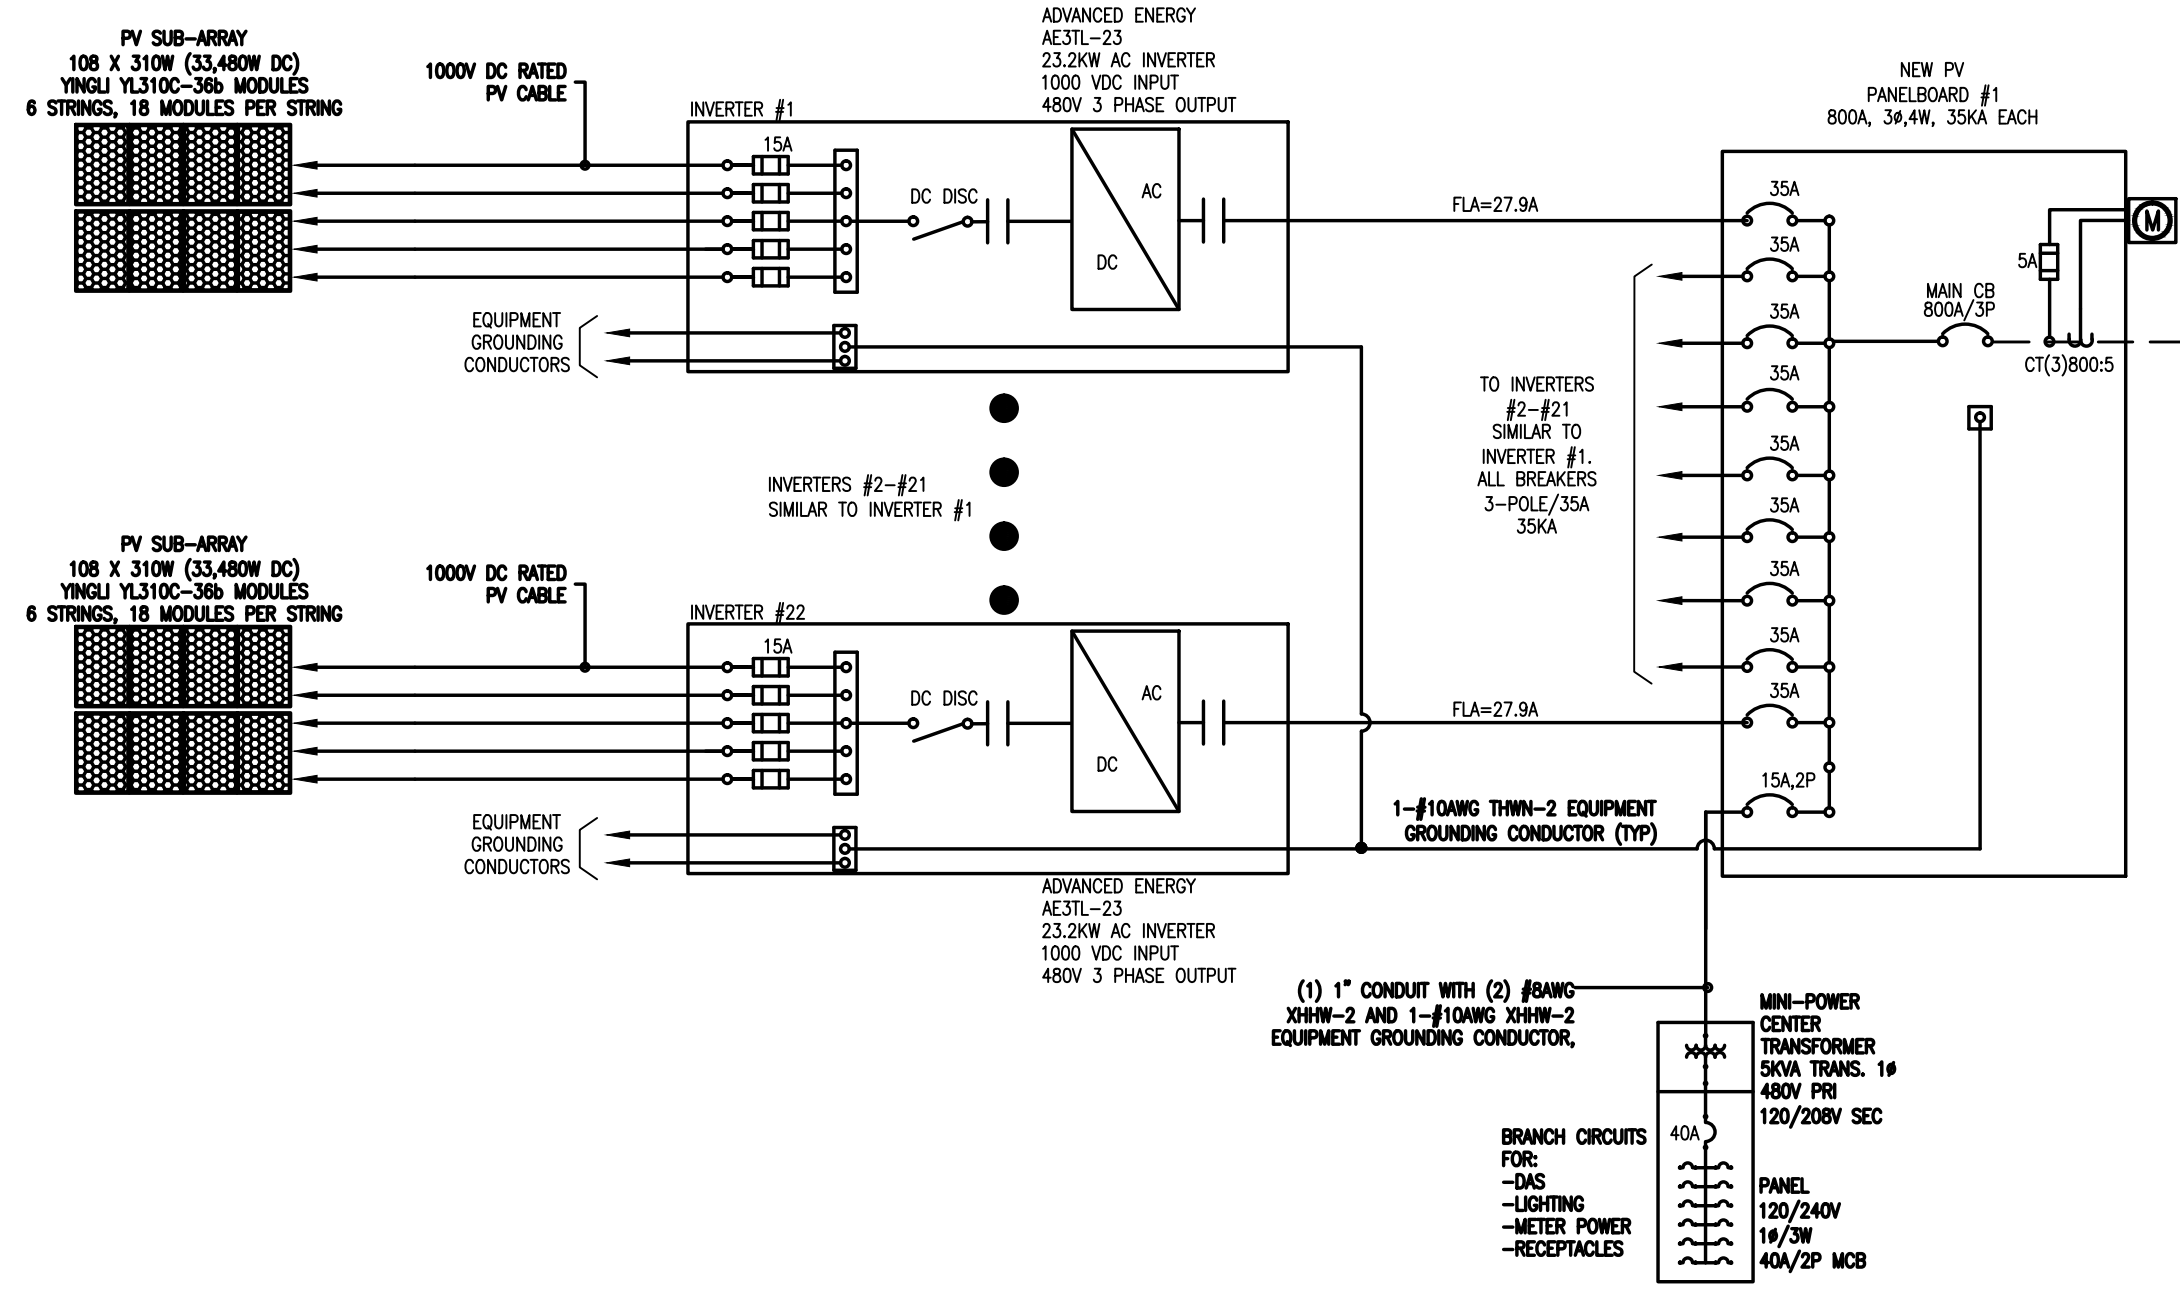 PV SUB-ARRAY
108 X 310W (33,480W DC)
YINGLI YL310C-36b MODULES
6 STRINGS, 18 MODULES PER STRING
1000V DC RATED
PV CABLE
INVERTER #1
15A
DC DISC
AC
DC
ADVANCED ENERGY
AE3TL-23
23.2KW AC INVERTER
1000 VDC INPUT
480V 3 PHASE OUTPUT
FLA=27.9A
EQUIPMENT
GROUNDING
CONDUCTORS
NEW PV
PANELBOARD #1
800A, 3ø,4W, 35KA EACH
35A
35A
35A
35A
35A
35A
35A
35A
35A
15A,2P
M
5A
MAIN CB
800A/3P
CT(3)800:5
TO INVERTERS
#2-#21
SIMILAR TO
INVERTER #1.
ALL BREAKERS
3-POLE/35A
35KA
INVERTERS #2-#21
SIMILAR TO INVERTER #1
PV SUB-ARRAY
108 X 310W (33,480W DC)
YINGLI YL310C-36b MODULES
6 STRINGS, 18 MODULES PER STRING
1000V DC RATED
PV CABLE
INVERTER #22
15A
DC DISC
AC
DC
FLA=27.9A
EQUIPMENT
GROUNDING
CONDUCTORS
ADVANCED ENERGY
AE3TL-23
23.2KW AC INVERTER
1000 VDC INPUT
480V 3 PHASE OUTPUT
1-#10AWG THWN-2 EQUIPMENT
GROUNDING CONDUCTOR (TYP)
(1) 1" CONDUIT WITH (2) #8AWG
XHHW-2 AND 1-#10AWG XHHW-2
EQUIPMENT GROUNDING CONDUCTOR,
MINI-POWER
CENTER
TRANSFORMER
5KVA TRANS. 1ø
480V PRI
120/208V SEC
40A
BRANCH CIRCUITS
FOR:
-DAS
-LIGHTING
-METER POWER
-RECEPTACLES
PANEL
120/240V
1ø/3W
40A/2P MCB